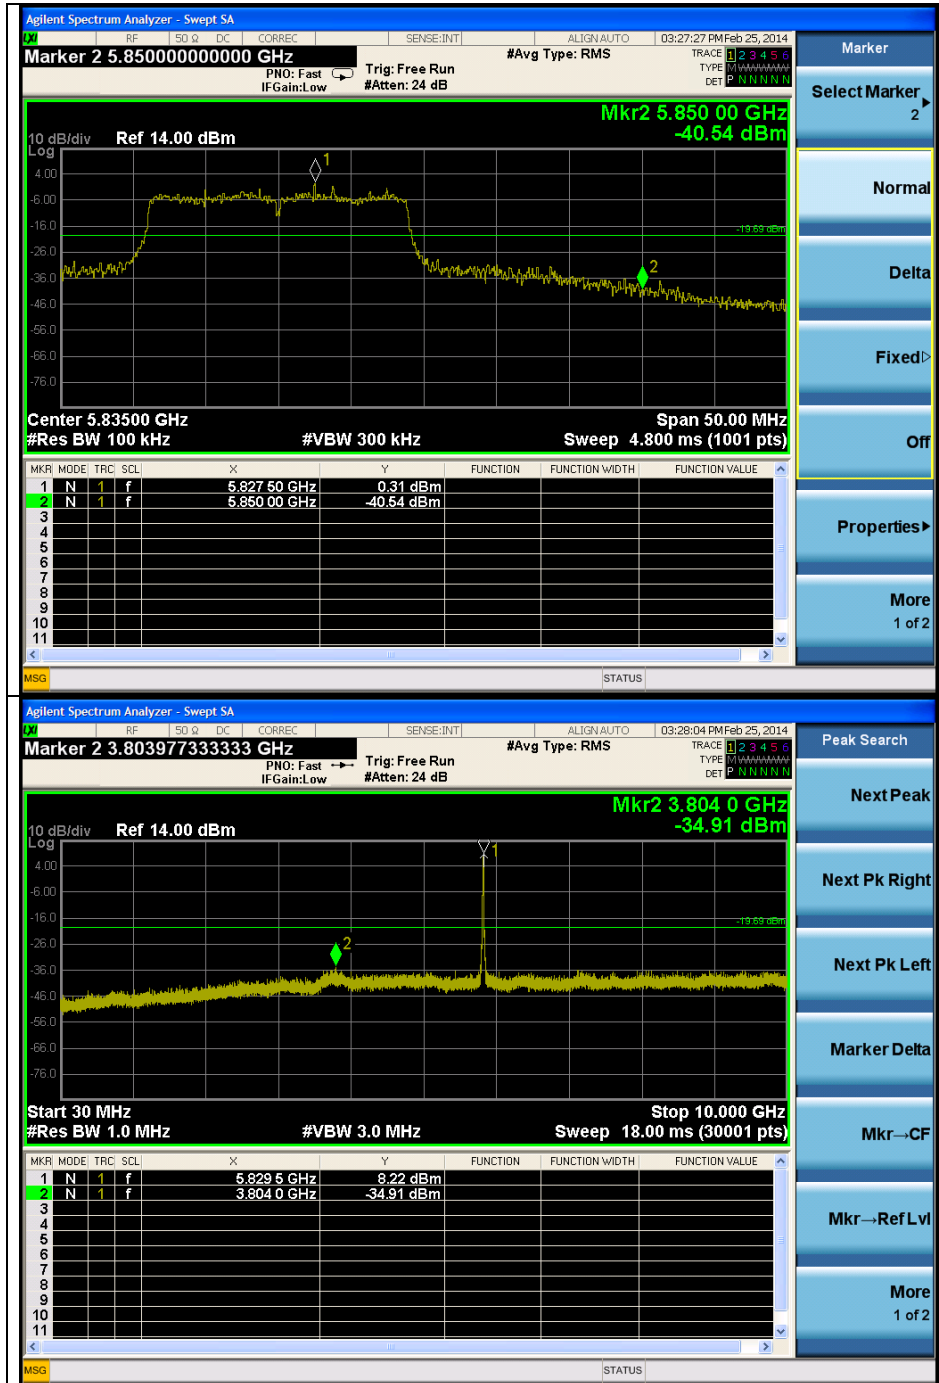 Agilent Spectrum Analyzer - Swept SA
LXI RF 50 Ω DC CORREC SENSE:INT ALIGN AUTO 03:27:27 PM Feb 25, 2014
Marker 2 5.850000000000 GHz
PNO: Fast
IFGain:Low
Trig: Free Run
#Atten: 24 dB
#Avg Type: RMS
TRACE 1 2 3 4 5 6
TYPE M W W W W W
DET P N N N N N
Mkr2 5.850 00 GHz
-40.54 dBm
10 dB/div Ref 14.00 dBm
Log
4.00
-6.00
-16.0
-26.0
-36.0
-46.0
-56.0
-66.0
-76.0
1
-19.69 dBm
2
Center 5.83500 GHz Span 50.00 MHz
#Res BW 100 kHz #VBW 300 kHz Sweep 4.800 ms (1001 pts)
MKR MODE TRC SCL X Y FUNCTION FUNCTION WIDTH FUNCTION VALUE
1 N 1 f 5.827 50 GHz 0.31 dBm
2 N 1 f 5.850 00 GHz -40.54 dBm
3
4
5
6
7
8
9
10
11
MSG STATUS
Marker
Select Marker
2
Normal
Delta
Fixed
Off
Properties
More
1 of 2
Agilent Spectrum Analyzer - Swept SA
LXI RF 50 Ω DC CORREC SENSE:INT ALIGN AUTO 03:28:04 PM Feb 25, 2014
Marker 2 3.803977333333 GHz
PNO: Fast
IFGain:Low
Trig: Free Run
#Atten: 24 dB
#Avg Type: RMS
TRACE 1 2 3 4 5 6
TYPE M W W W W W
DET P N N N N N
Mkr2 3.804 0 GHz
-34.91 dBm
10 dB/div Ref 14.00 dBm
Log
4.00
-6.00
-16.0
-26.0
-36.0
-46.0
-56.0
-66.0
-76.0
1
-19.69 dBm
2
Start 30 MHz Stop 10.000 GHz
#Res BW 1.0 MHz #VBW 3.0 MHz Sweep 18.00 ms (30001 pts)
MKR MODE TRC SCL X Y FUNCTION FUNCTION WIDTH FUNCTION VALUE
1 N 1 f 5.829 5 GHz 8.22 dBm
2 N 1 f 3.804 0 GHz -34.91 dBm
3
4
5
6
7
8
9
10
11
MSG STATUS
Peak Search
Next Peak
Next Pk Right
Next Pk Left
Marker Delta
Mkr→CF
Mkr→Ref Lvl
More
1 of 2